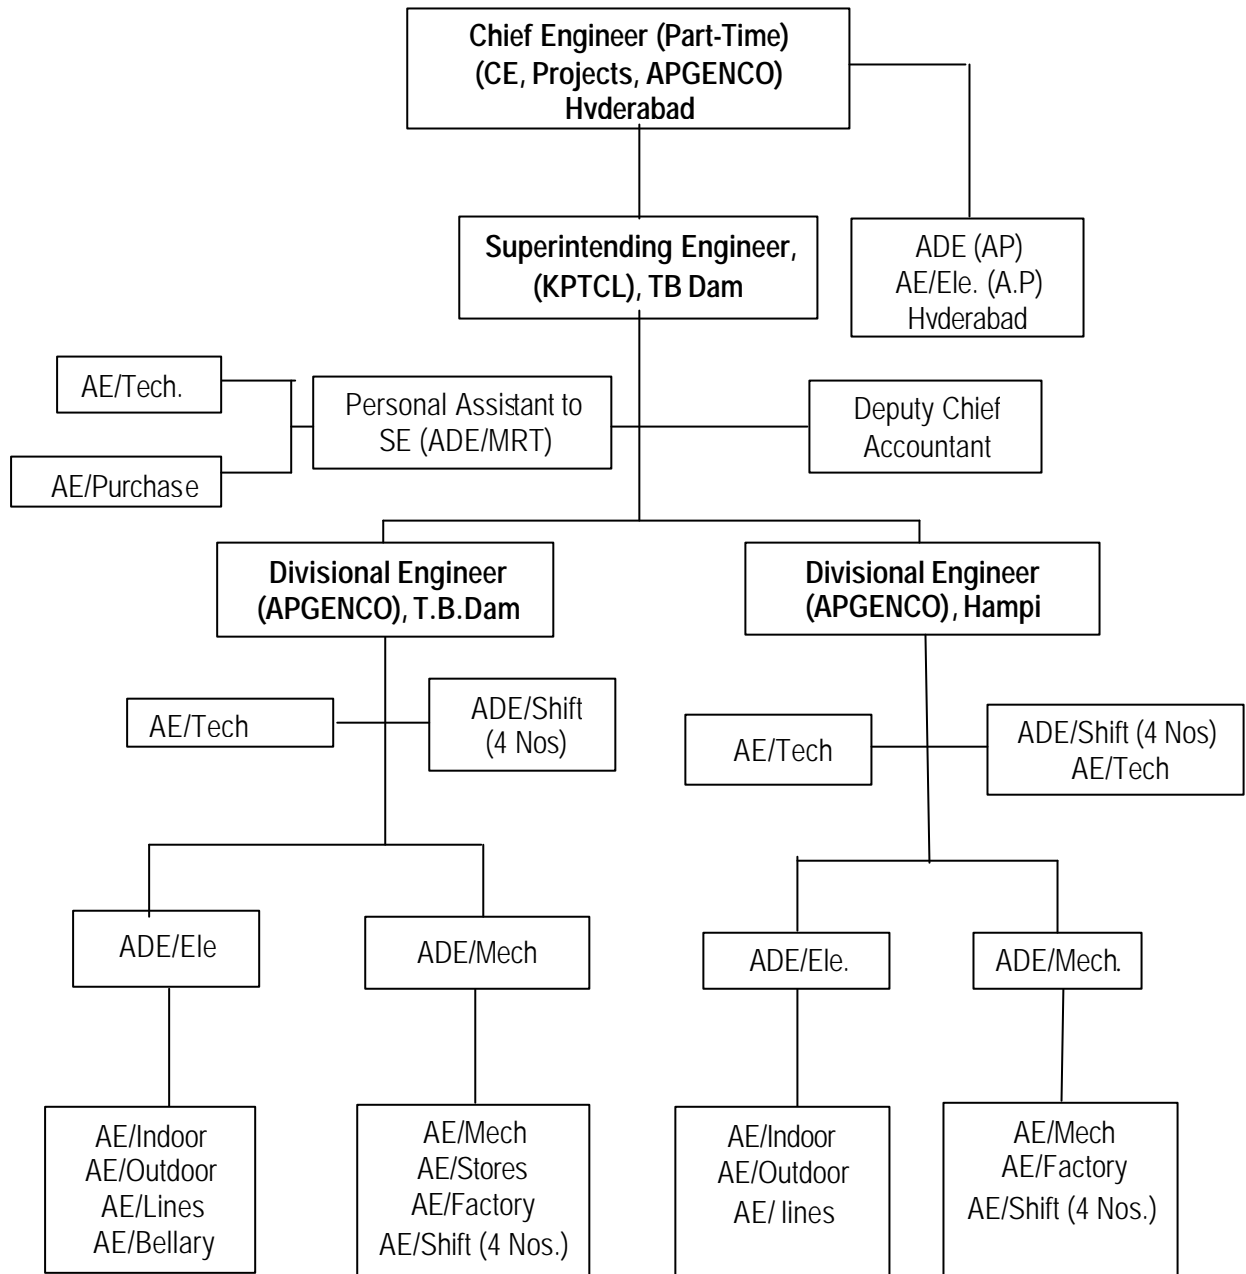 Chief Engineer (Part-Time)
(CE, Projects, APGENCO)
Hvderabad
ADE (AP)
AE/Ele. (A.P)
Hvderabad
Superintending Engineer,
(KPTCL), TB Dam
AE/Tech.
AE/Purchase
Personal Assistant to
SE (ADE/MRT)
Deputy Chief
Accountant
Divisional Engineer
(APGENCO), T.B.Dam
Divisional Engineer
(APGENCO), Hampi
AE/Tech
ADE/Shift
(4 Nos)
AE/Tech
ADE/Shift (4 Nos)
AE/Tech
ADE/Ele
ADE/Mech
ADE/Ele.
ADE/Mech.
AE/Indoor
AE/Outdoor
AE/Lines
AE/Bellary
AE/Mech
AE/Stores
AE/Factory
AE/Shift (4 Nos.)
AE/Indoor
AE/Outdoor
AE/ lines
AE/Mech
AE/Factory
AE/Shift (4 Nos.)